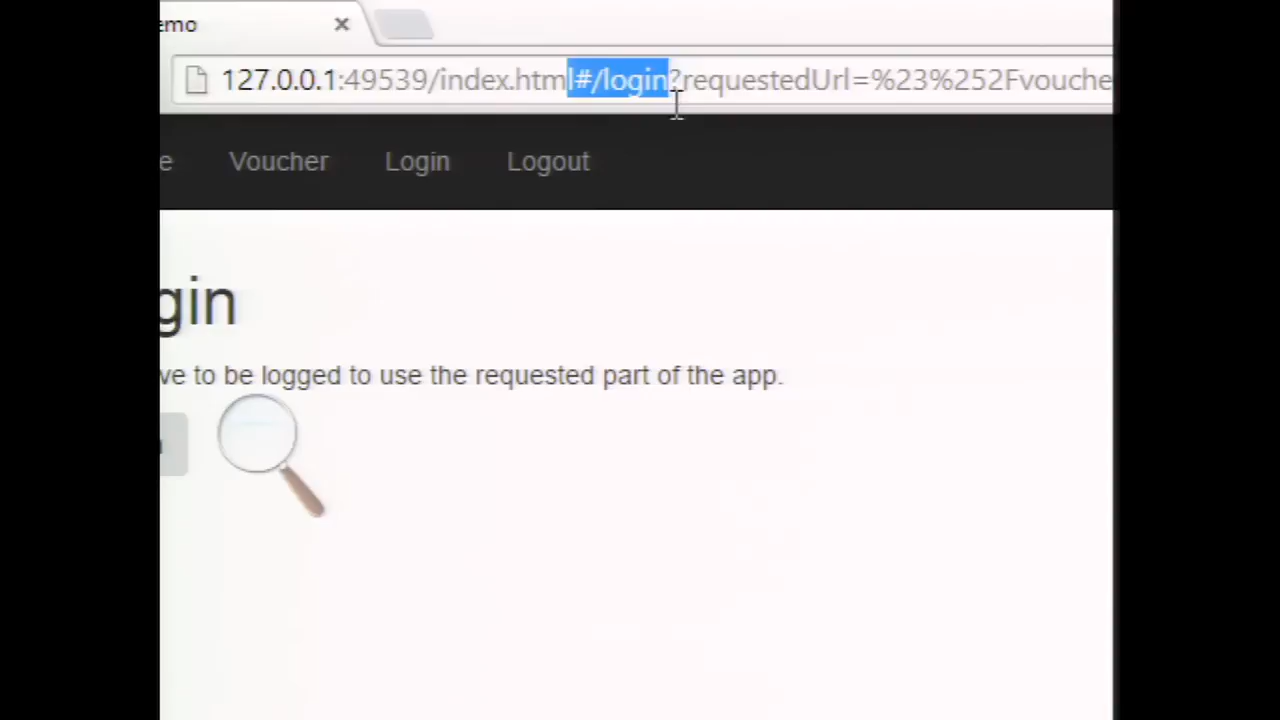 emo
127.0.0.1:49539/index.html#/login?requestedUrl=%23%252Fvouche
e Voucher Login Logout
gin
ve to be logged to use the requested part of the app.